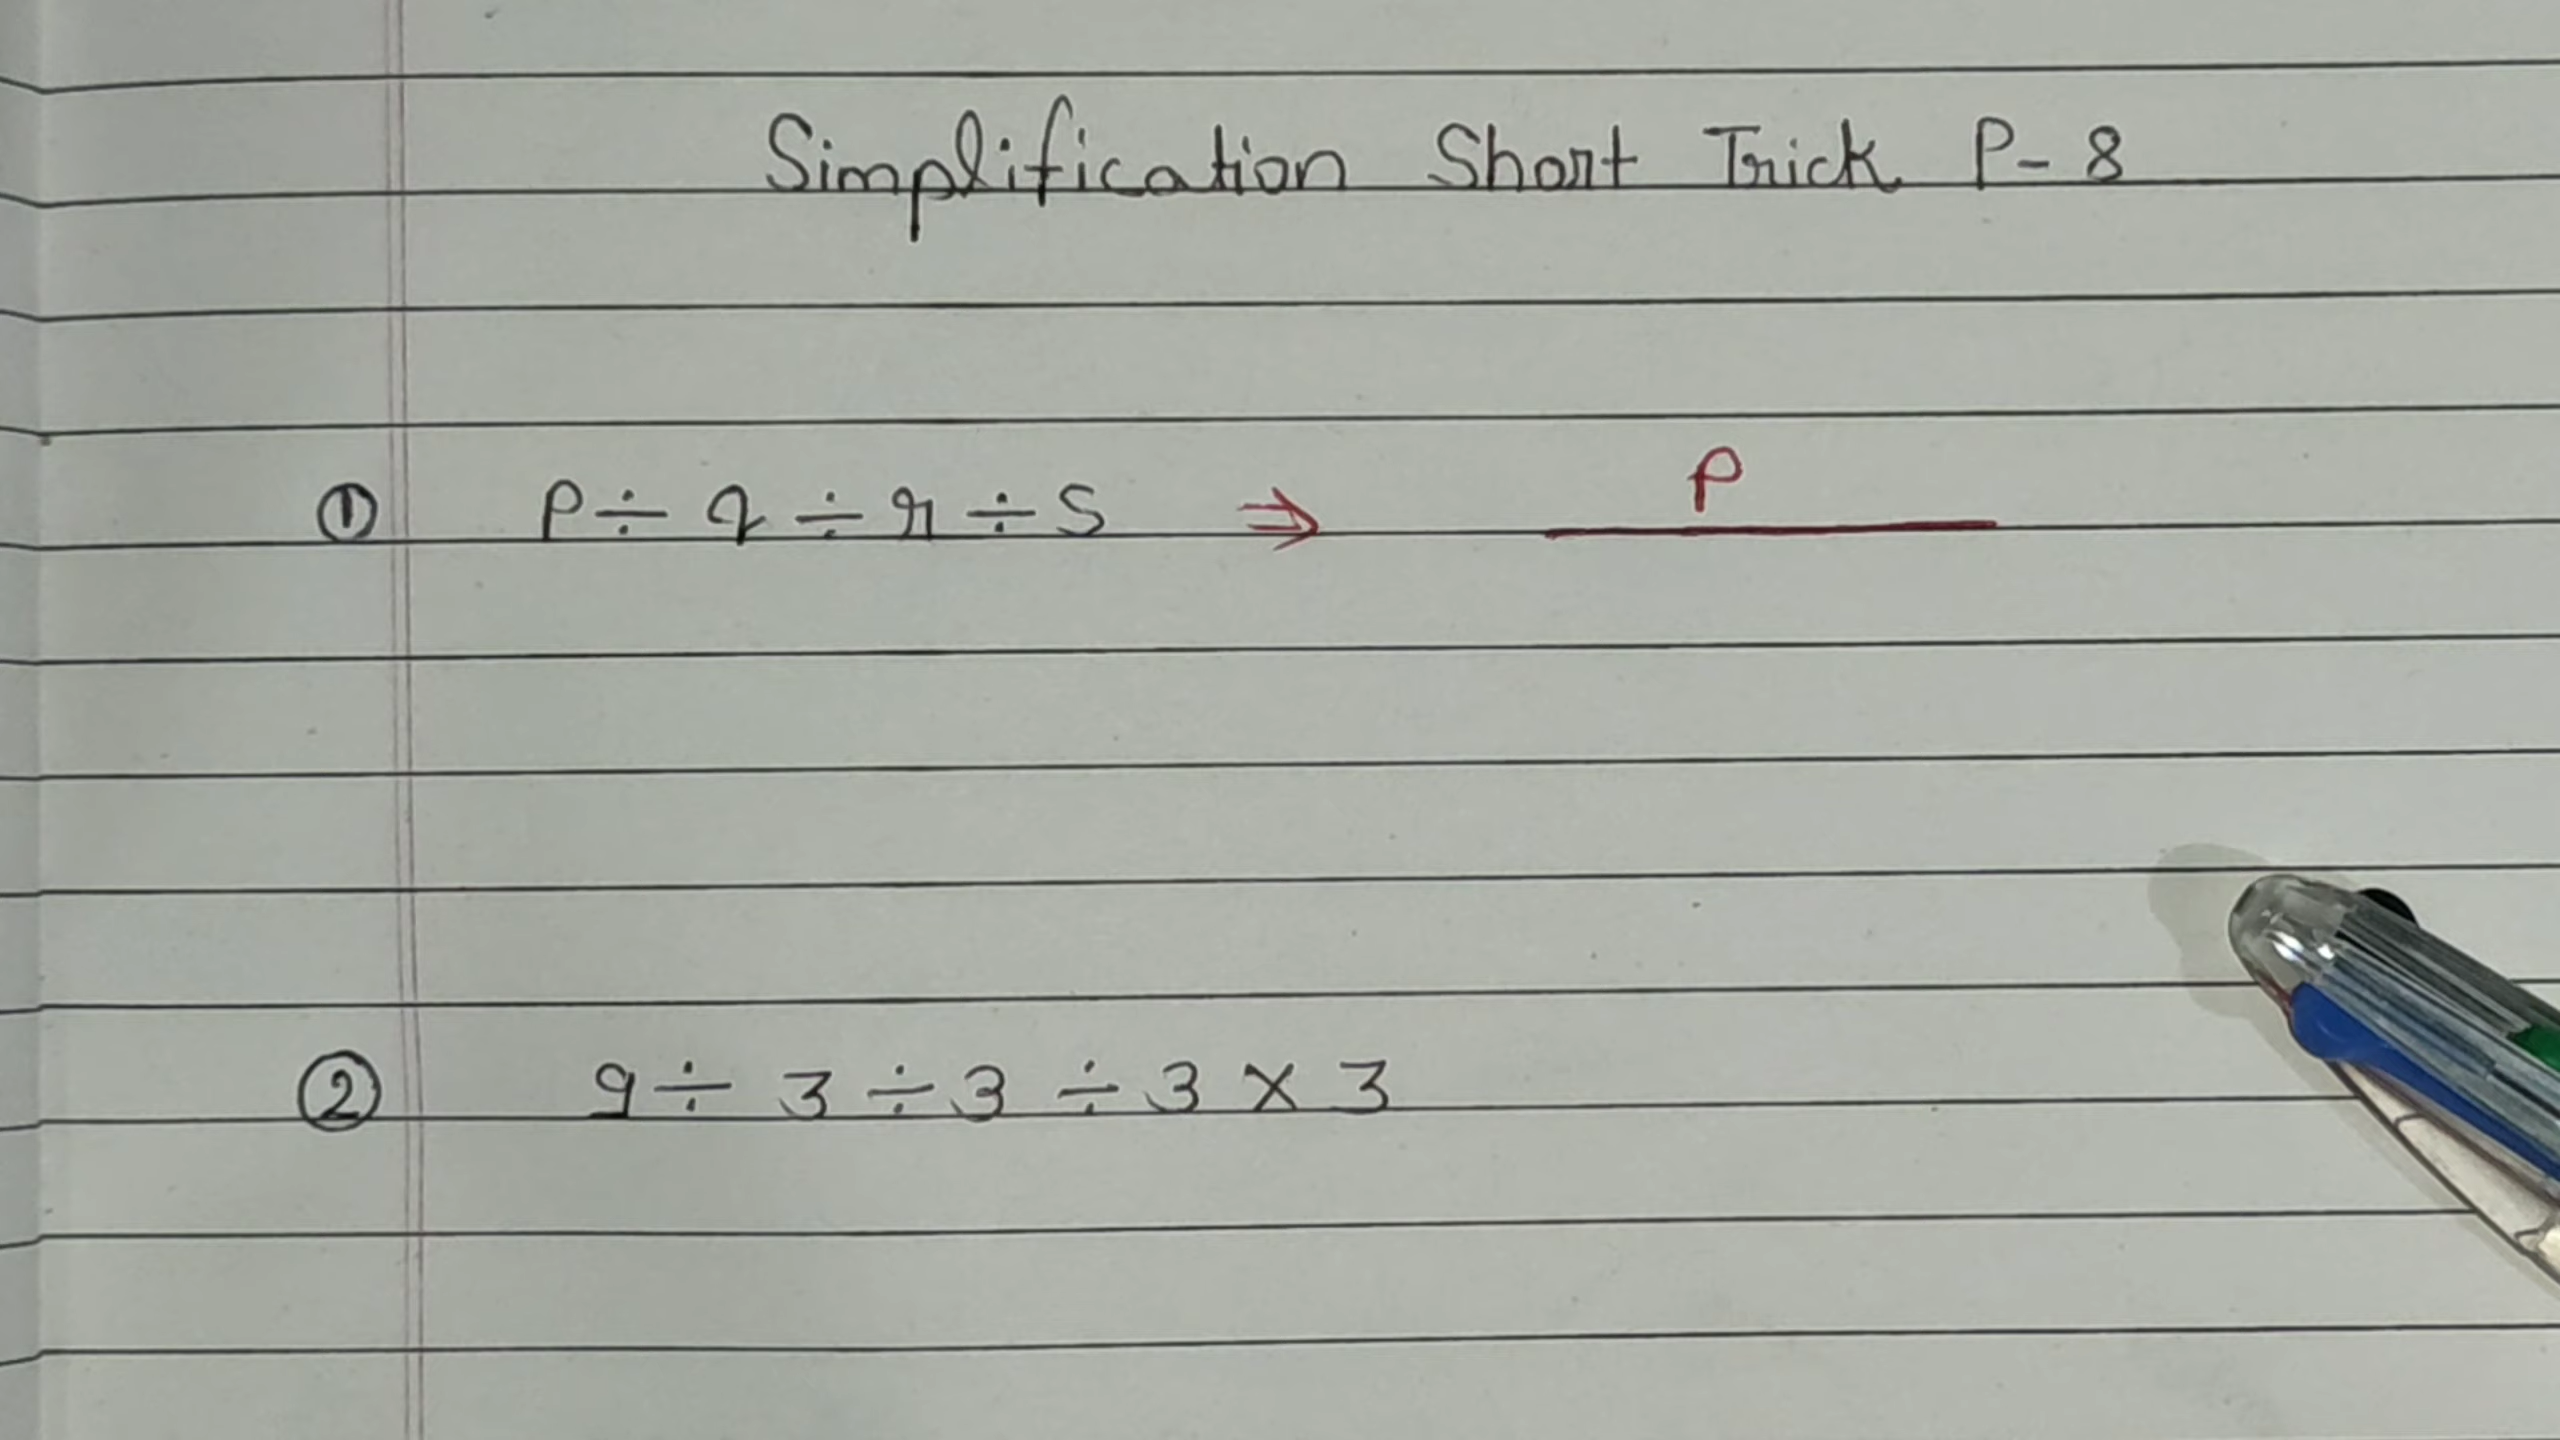 Simplification Short Trick P-8
① P ÷ q ÷ r ÷ s ⇒ P
② 9 ÷ 3 ÷ 3 ÷ 3 × 3